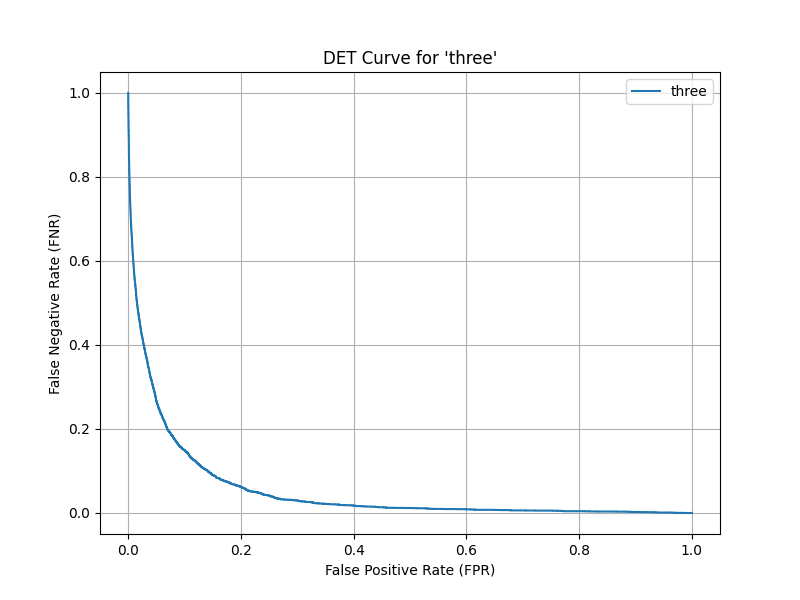 DET Curve for 'three'
three
1.0
0.8
0.6
0.4
0.2
0.0
False Negative Rate (FNR)
0.0 0.2 0.4 0.6 0.8 1.0
False Positive Rate (FPR)